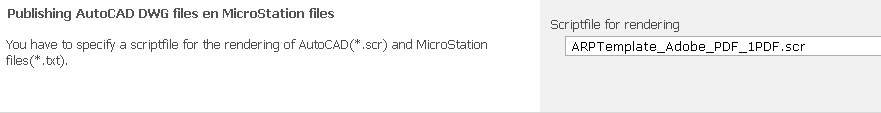 Publishing AutoCAD DWG files en MicroStation files
Scriptfile for rendering
You have to specify a scriptfile for the rendering of AutoCAD(*.scr) and MicroStation
files(*.txt).
ARPTemplate_Adobe_PDF_1PDF.scr